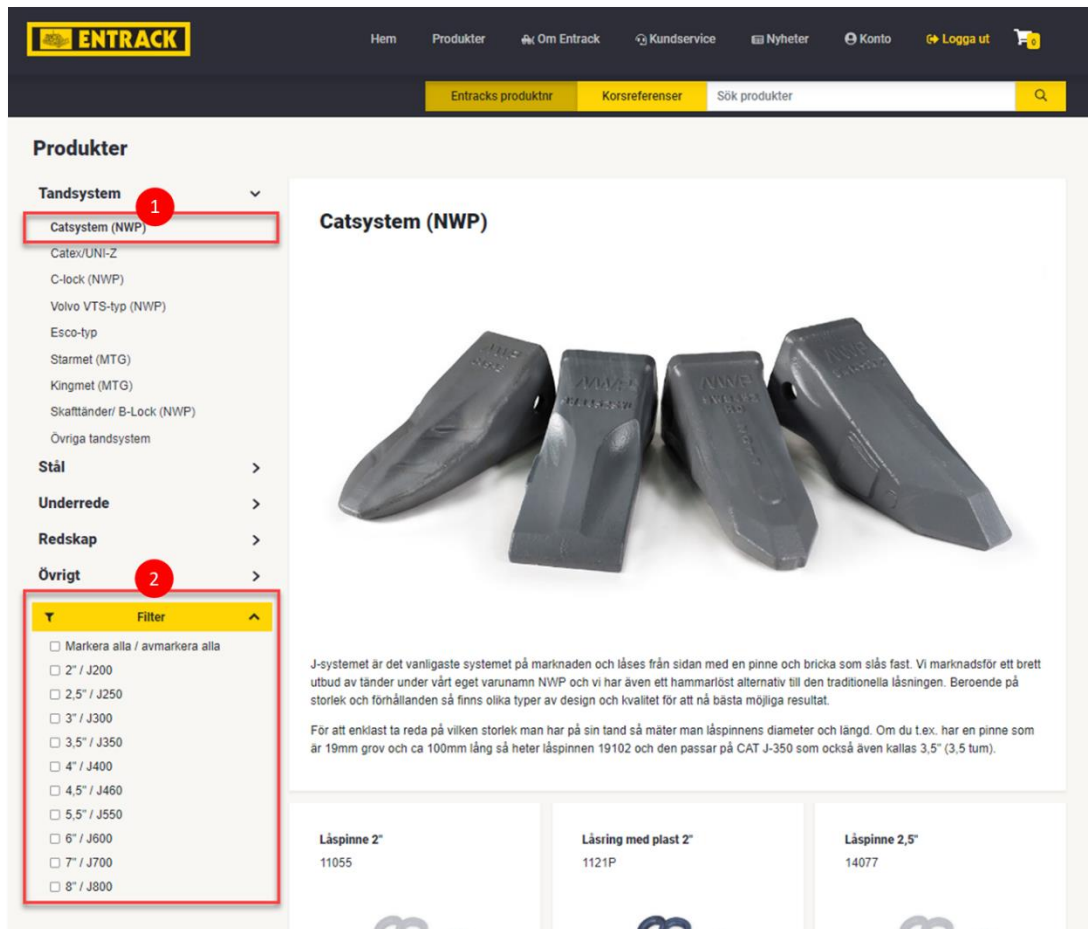 ENTRACK
Hem Produkter Om Entrack Kundservice Nyheter Konto Logga ut 0
Entracks produktnr Korsreferenser Sök produkter
Produkter
Tandsystem
1
Catsystem (NWP)
Catex/UNI-Z
C-lock (NWP)
Volvo VTS-typ (NWP)
Esco-typ
Starmet (MTG)
Kingmet (MTG)
Skafttänder/ B-Lock (NWP)
Övriga tandsystem
Stål
Underrede
Redskap
Övrigt
2
Filter
Markera alla / avmarkera alla
2" / J200
2,5" / J250
3" / J300
3,5" / J350
4" / J400
4,5" / J460
5,5" / J550
6" / J600
7" / J700
8" / J800
Catsystem (NWP)
NWP
NWP
NWP
J-systemet är det vanligaste systemet på marknaden och låses från sidan med en pinne och bricka som slås fast. Vi marknadsför ett brett
utbud av tänder under vårt eget varunamn NWP och vi har även ett hammarlöst alternativ till den traditionella låsningen. Beroende på
storlek och förhållanden så finns olika typer av design och kvalitet för att nå bästa möjliga resultat.
För att enklast ta reda på vilken storlek man har på sin tand så mäter man låspinnens diameter och längd. Om du t.ex. har en pinne som
är 19mm grov och ca 100mm lång så heter låspinnen 19102 och den passar på CAT J-350 som också även kallas 3,5" (3,5 tum).
Låspinne 2"
11055
Låsring med plast 2"
1121P
Låspinne 2,5"
14077